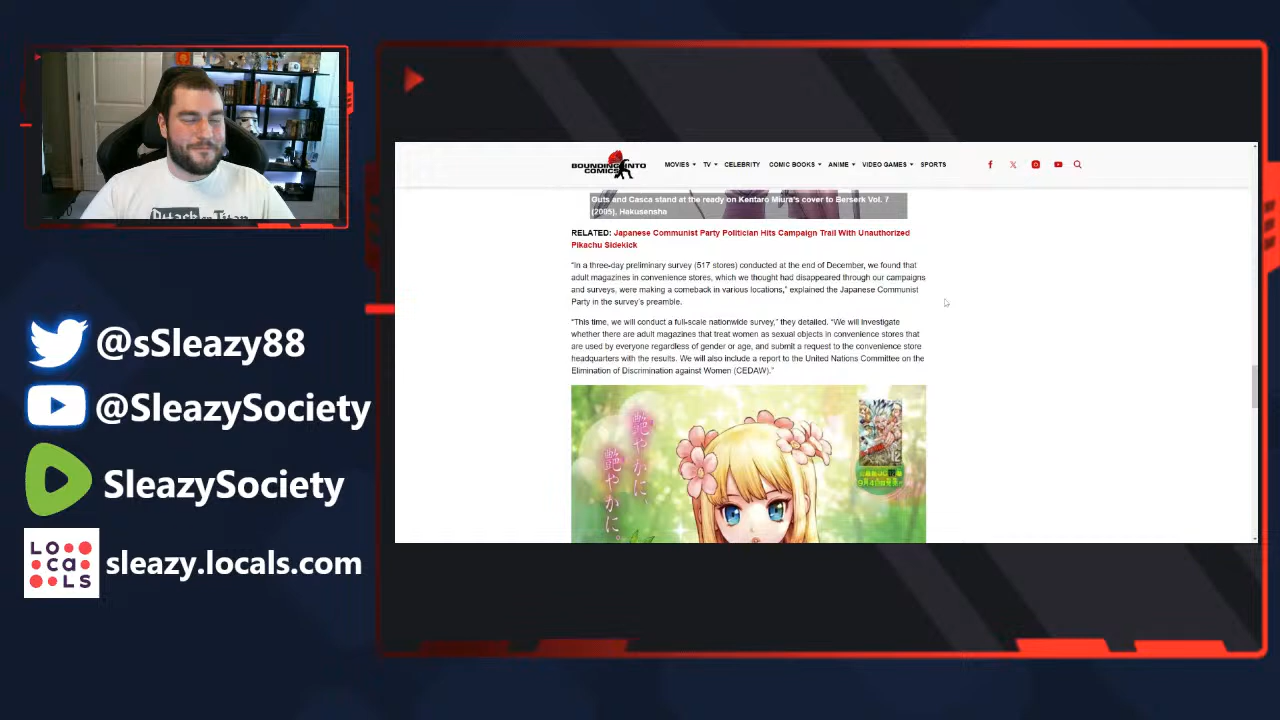 Attack on Titan
@sSleazy88
@SleazySociety
SleazySociety
LOcaLS
sleazy.locals.com
BOUNDING INTO
COMICS
MOVIES TV CELEBRITY COMIC BOOKS ANIME VIDEO GAMES SPORTS
Guts and Casca stand at the ready on Kentaro Miura's cover to Berserk Vol. 7
Hakusensha
RELATED: Japanese Communist Party Politician Hits Campaign Trail With Unauthorized
Pikachu Sidekick
“In a three-day preliminary survey (517 stores) conducted at the end of December, we found that
adult magazines in convenience stores, which we thought had disappeared through our campaigns
and surveys, were making a comeback in various locations,” explained the Japanese Communist
Party in the survey’s preamble.
“This time, we will conduct a full-scale nationwide survey,” they detailed. “We will investigate
whether there are adult magazines that treat women as sexual objects in convenience stores that
are used by everyone regardless of gender or age, and submit a request to the convenience store
headquarters with the results. We will also include a report to the United Nations Committee on the
Elimination of Discrimination against Women (CEDAW).”
艶やかに、
艶やかに。
12